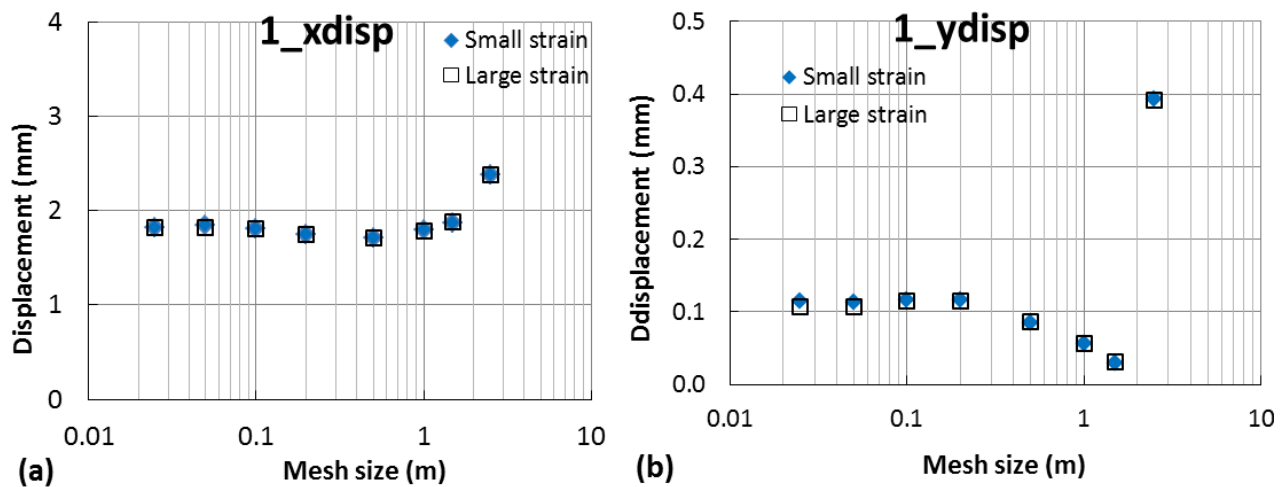 1_xdisp
Small strain
Large strain
Displacement (mm)
4
3
2
1
0
0.01
0.1
1
10
Mesh size (m)
(a)
1_ydisp
Small strain
Large strain
Ddisplacement (mm)
0.5
0.4
0.3
0.2
0.1
0.0
0.01
0.1
1
10
Mesh size (m)
(b)